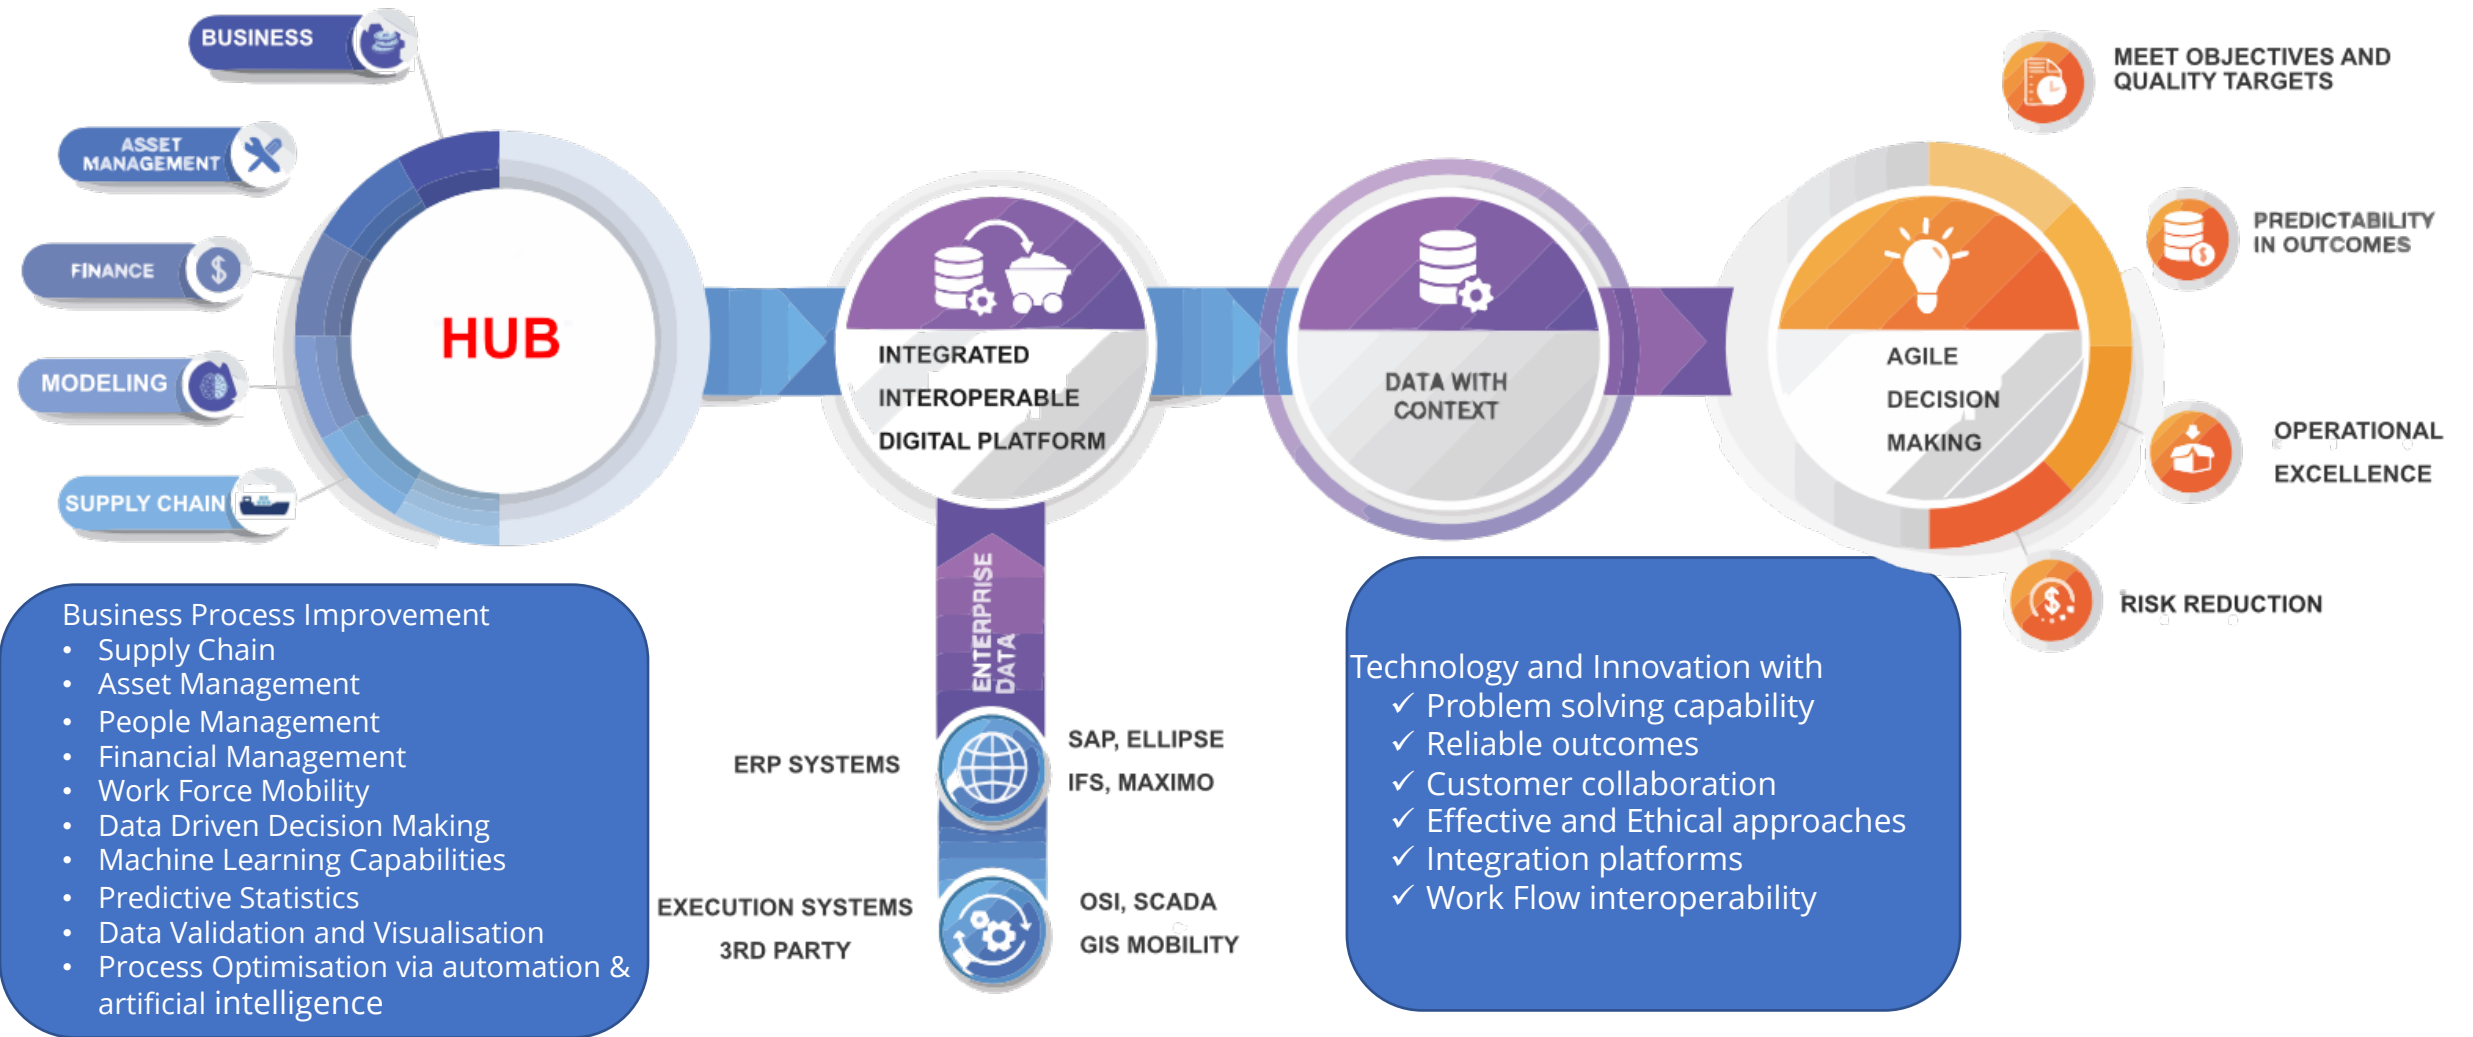 BUSINESS
ASSET
MANAGEMENT
FINANCE
MODELING
SUPPLY CHAIN
HUB
INTEGRATED
INTEROPERABLE
DIGITAL PLATFORM
DATA WITH
CONTEXT
AGILE
DECISION
MAKING
MEET OBJECTIVES AND
QUALITY TARGETS
PREDICTABILITY
IN OUTCOMES
OPERATIONAL
EXCELLENCE
RISK REDUCTION
ENTERPRISE
DATA
ERP SYSTEMS
SAP, ELLIPSE
IFS, MAXIMO
EXECUTION SYSTEMS
3RD PARTY
OSI, SCADA
GIS MOBILITY
Business Process Improvement
• Supply Chain
• Asset Management
• People Management
• Financial Management
• Work Force Mobility
• Data Driven Decision Making
• Machine Learning Capabilities
• Predictive Statistics
• Data Validation and Visualisation
• Process Optimisation via automation &
artificial intelligence
Technology and Innovation with
✓ Problem solving capability
✓ Reliable outcomes
✓ Customer collaboration
✓ Effective and Ethical approaches
✓ Integration platforms
✓ Work Flow interoperability